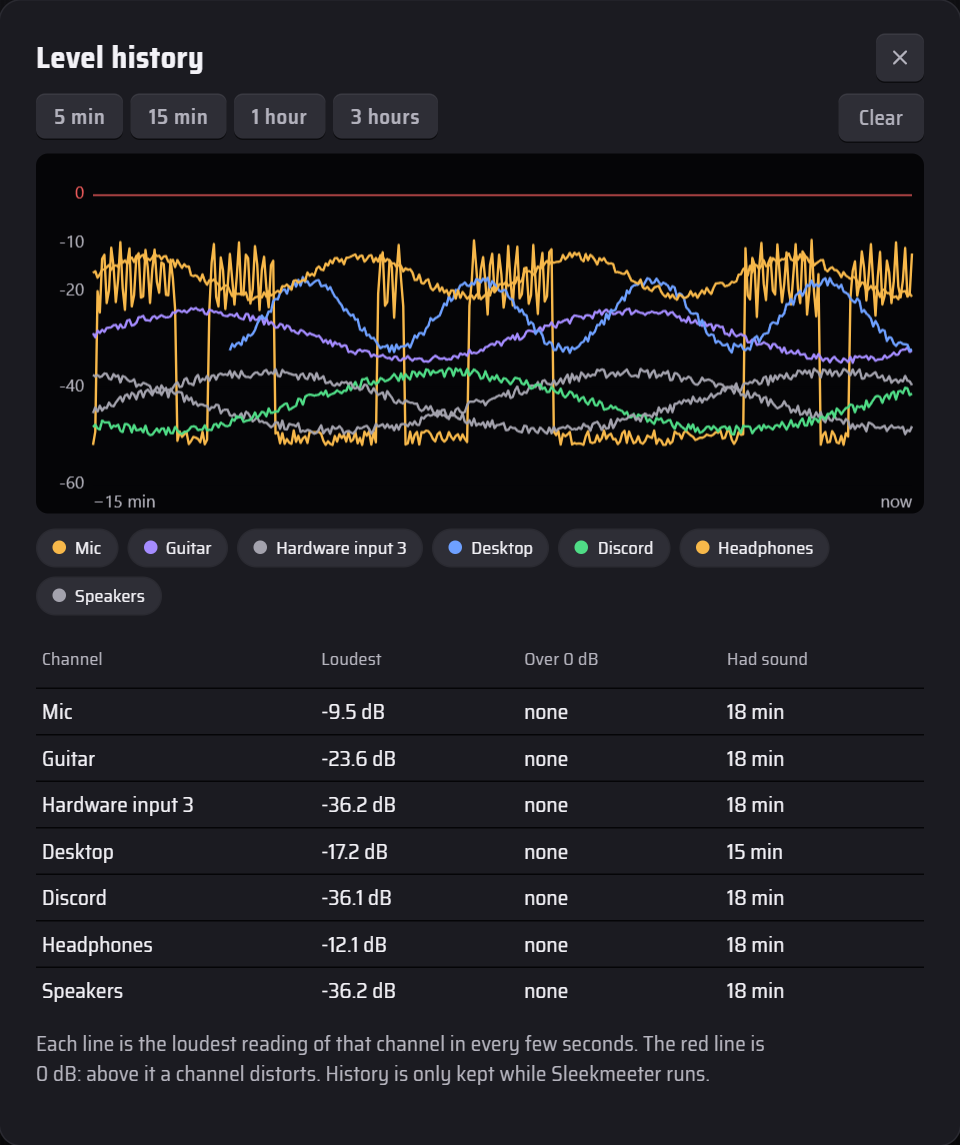 Level history
5 min 15 min 1 hour 3 hours Clear
0
-10
-20
-40
-60
−15 min now
Mic Guitar Hardware input 3 Desktop Discord Headphones
Speakers
Channel Loudest Over 0 dB Had sound
Mic -9.5 dB none 18 min
Guitar -23.6 dB none 18 min
Hardware input 3 -36.2 dB none 18 min
Desktop -17.2 dB none 15 min
Discord -36.1 dB none 18 min
Headphones -12.1 dB none 18 min
Speakers -36.2 dB none 18 min
Each line is the loudest reading of that channel in every few seconds. The red line is
0 dB: above it a channel distorts. History is only kept while Sleekmeeter runs.